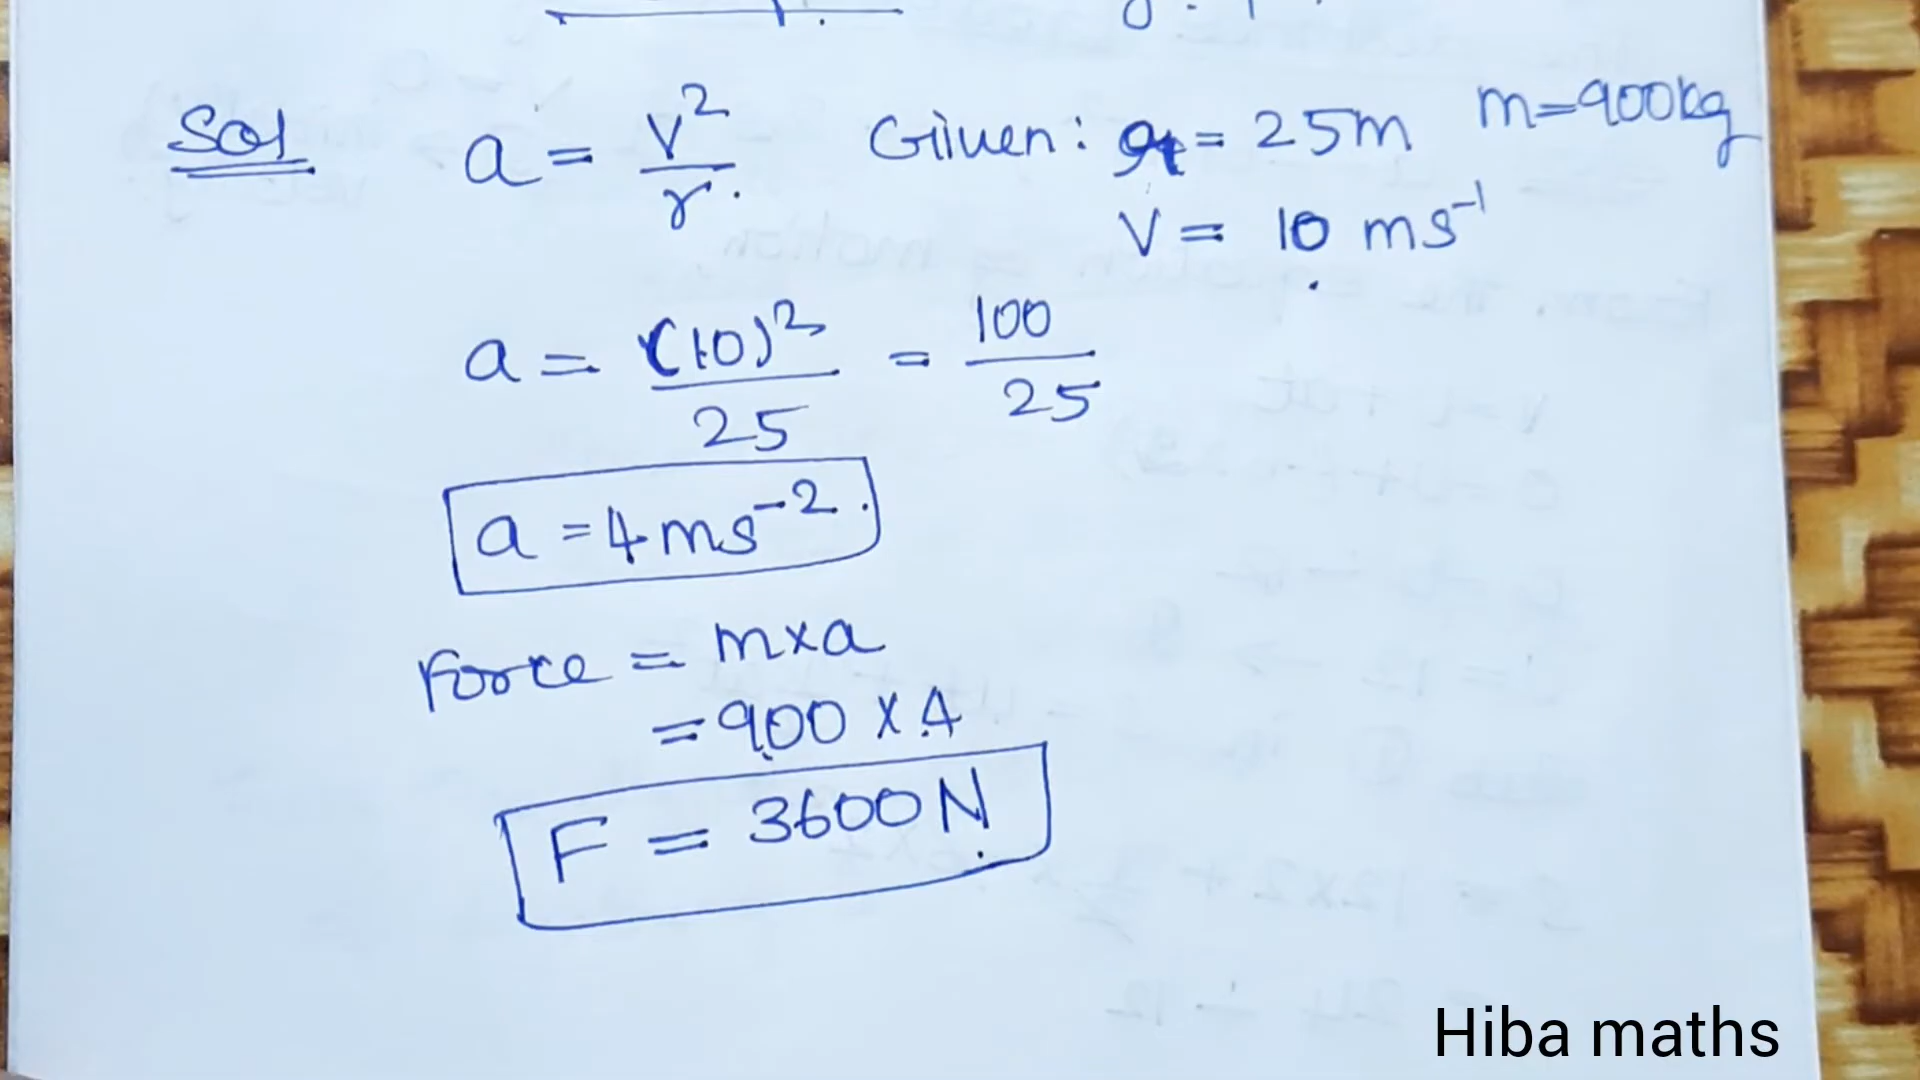 Sol a = v²/r. Given: r = 25m m=900kg
V = 10 ms⁻¹
a = (10)²/25 = 100/25
a = 4 ms⁻².
Force = m×a
= 900 × 4
F = 3600 N
Hiba maths